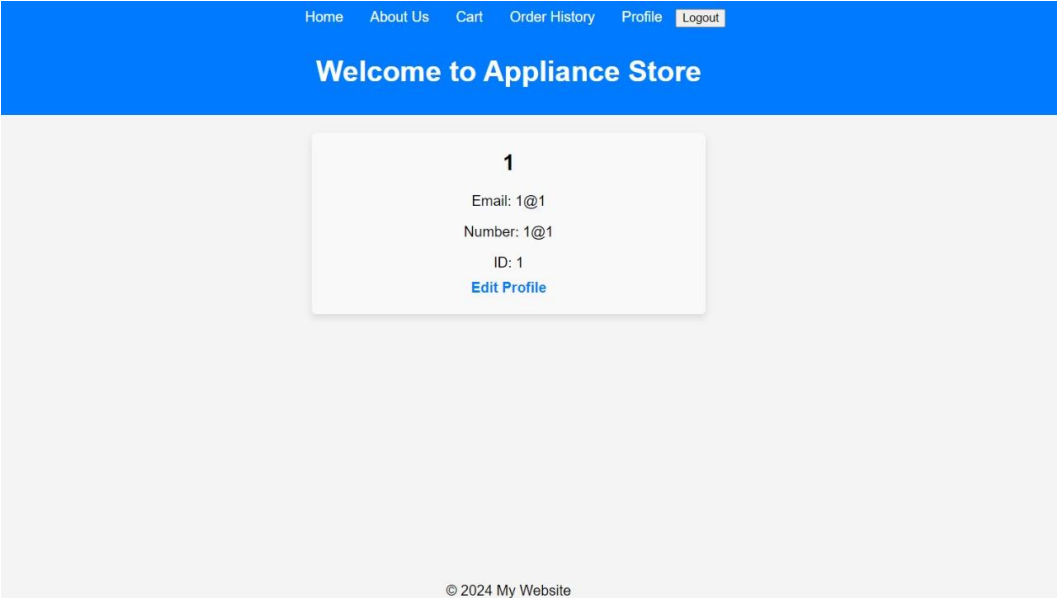 Home About Us Cart Order History Profile Logout
Welcome to Appliance Store
1
Email: 1@1
Number: 1@1
ID: 1
Edit Profile
© 2024 My Website